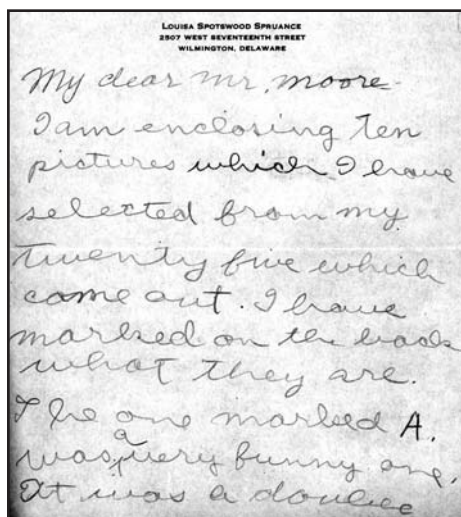 LOUISA SPOTSWOOD SPRUANCE
2507 WEST SEVENTEENTH STREET
WILMINGTON, DELAWARE
My dear Mr. Moore-
I am enclosing ten
pictures which I have
selected from my
twenty five which
came out. I have
marked on the back
what they are.
The one marked A.
was a very funny one.
It was a double